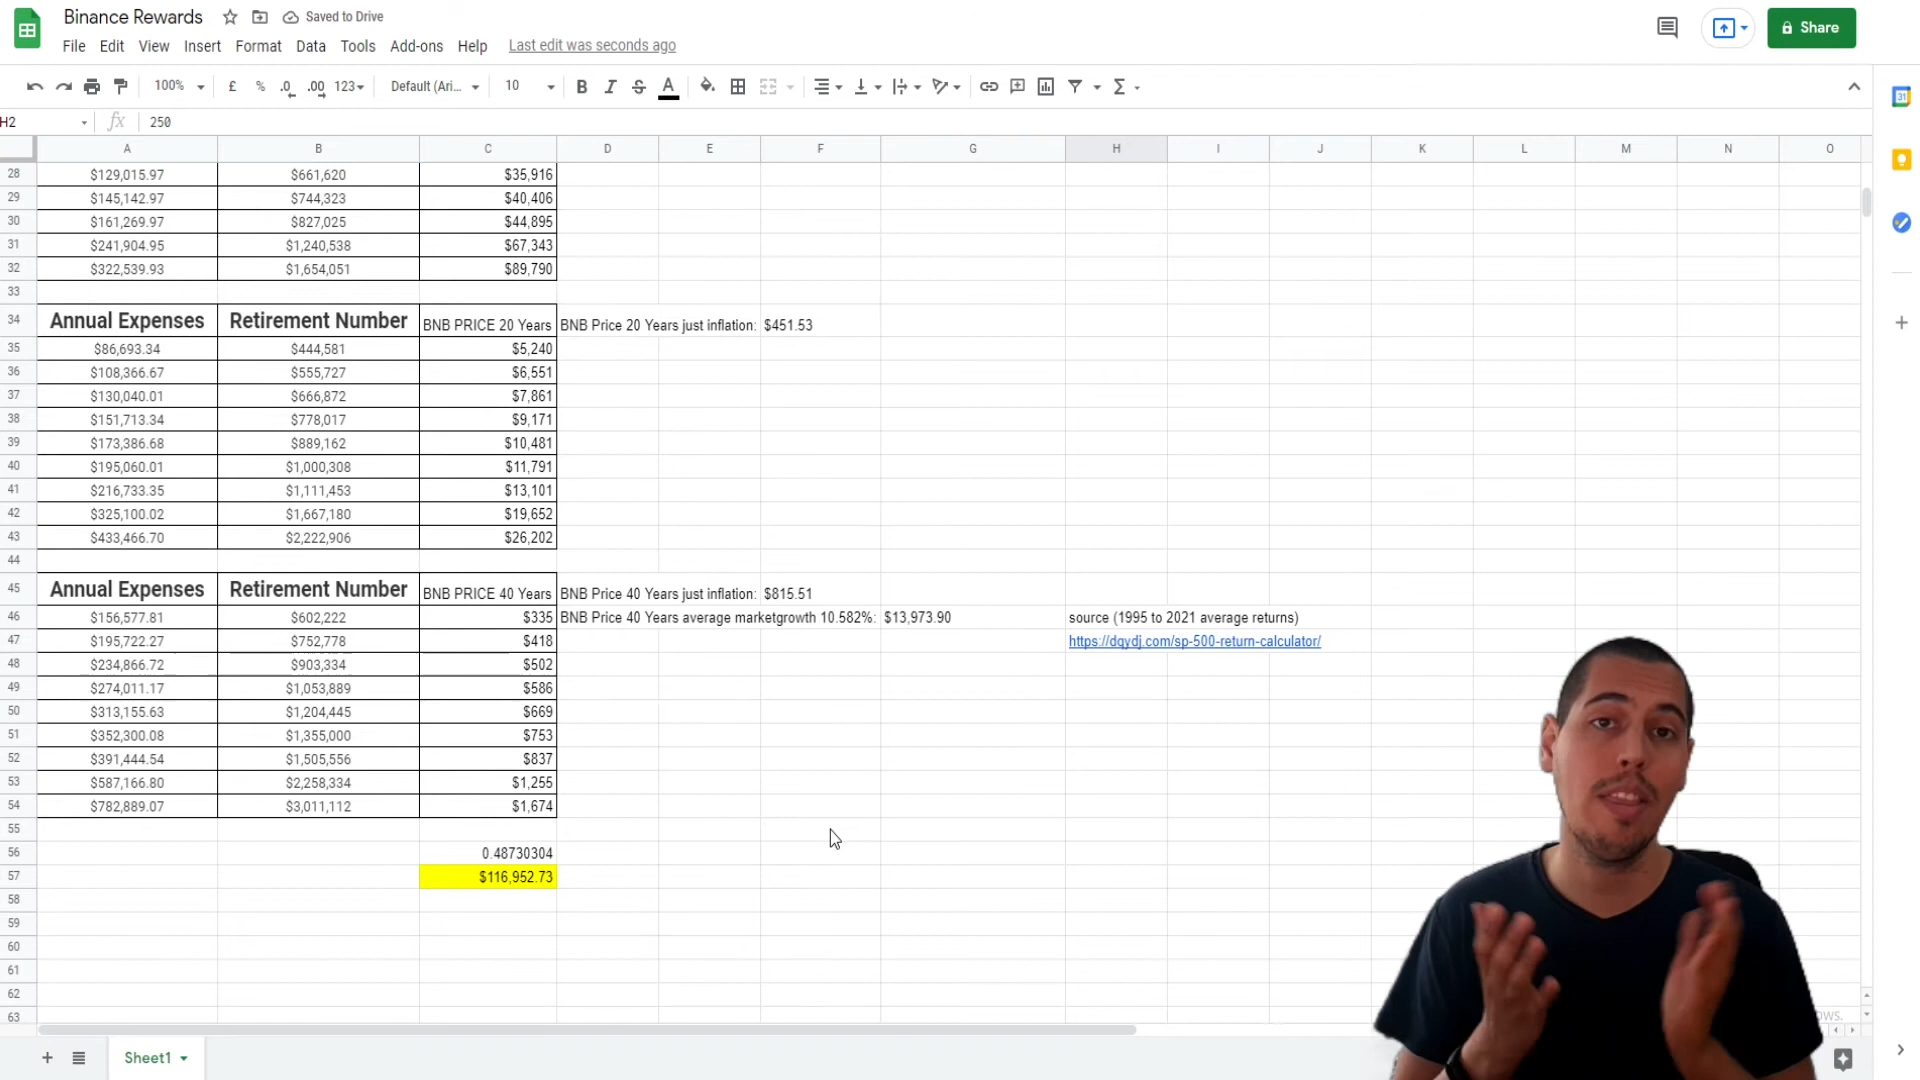 Binance Rewards Saved to Drive
File Edit View Insert Format Data Tools Add-ons Help Last edit was seconds ago
Share
100% £ % .0 .00 123 Default (Ari... 10 B I S A Σ
H2 fx 250
A B C D E F G H I J K L M N O
28 $129,015.97 $661,620 $35,916
29 $145,142.97 $744,323 $40,406
30 $161,269.97 $827,025 $44,895
31 $241,904.95 $1,240,538 $67,343
32 $322,539.93 $1,654,051 $89,790
33
34 Annual Expenses Retirement Number BNB PRICE 20 Years BNB Price 20 Years just inflation: $451.53
35 $86,693.34 $444,581 $5,240
36 $108,366.67 $555,727 $6,551
37 $130,040.01 $666,872 $7,861
38 $151,713.34 $778,017 $9,171
39 $173,386.68 $889,162 $10,481
40 $195,060.01 $1,000,308 $11,791
41 $216,733.35 $1,111,453 $13,101
42 $325,100.02 $1,667,180 $19,652
43 $433,466.70 $2,222,906 $26,202
44
45 Annual Expenses Retirement Number BNB PRICE 40 Years BNB Price 40 Years just inflation: $815.51
46 $156,577.81 $602,222 $335 BNB Price 40 Years average marketgrowth 10.582%: $13,973.90 source (1995 to 2021 average returns)
47 $195,722.27 $752,778 $418 https://dqydj.com/sp-500-return-calculator/
48 $234,866.72 $903,334 $502
49 $274,011.17 $1,053,889 $586
50 $313,155.63 $1,204,445 $669
51 $352,300.08 $1,355,000 $753
52 $391,444.54 $1,505,556 $837
53 $587,166.80 $2,258,334 $1,255
54 $782,889.07 $3,011,112 $1,674
55
56 0.48730304
57 $116,952.73
58
59
60
61
62
63
Sheet1
31